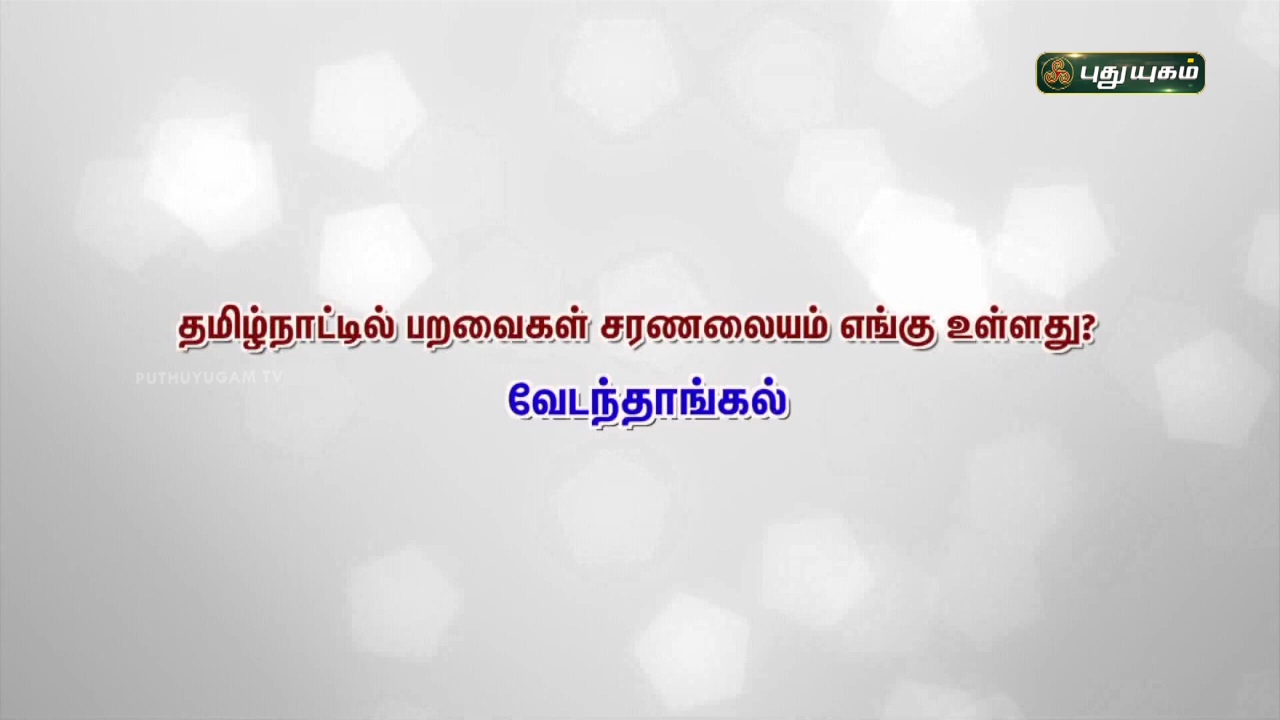 புதுயுகம்
தமிழ்நாட்டில் பறவைகள் சரணலையம் எங்கு உள்ளது?
PUTHUYUGAM TV
வேடந்தாங்கல்